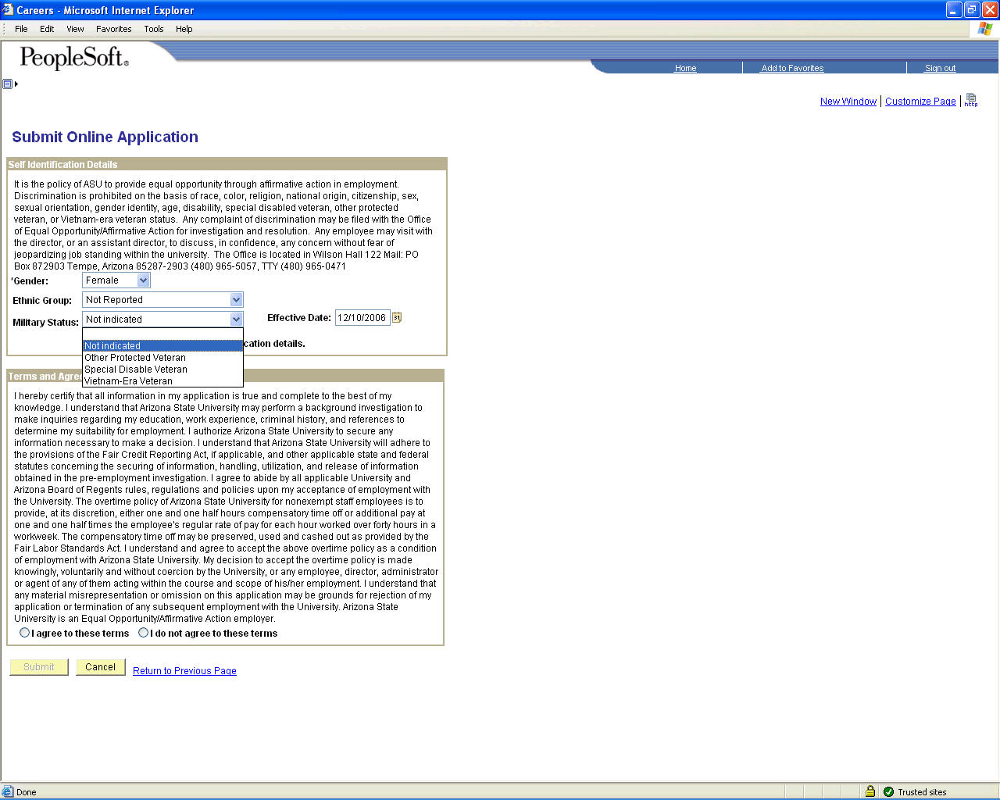 Careers - Microsoft Internet Explorer
File Edit View Favorites Tools Help
PeopleSoft®
Home Add to Favorites Sign out
New Window | Customize Page | http
Submit Online Application
Self Identification Details
It is the policy of ASU to provide equal opportunity through affirmative action in employment.
Discrimination is prohibited on the basis of race, color, religion, national origin, citizenship, sex,
sexual orientation, gender identity, age, disability, special disabled veteran, other protected
veteran, or Vietnam-era veteran status.  Any complaint of discrimination may be filed with the Office
of Equal Opportunity/Affirmative Action for investigation and resolution.  Any employee may visit with
the director, or an assistant director, to discuss, in confidence, any concern without fear of
jeopardizing job standing within the university.  The Office is located in Wilson Hall 122 Mail: PO
Box 872903 Tempe, Arizona 85287-2903 (480) 965-5057, TTY (480) 965-0471
*Gender: Female
Ethnic Group: Not Reported
Military Status: Not indicated Effective Date: 12/10/2006 31
cation details.
Not indicated
Other Protected Veteran
Special Disable Veteran
Vietnam-Era Veteran
Terms and Agree
I hereby certify that all information in my application is true and complete to the best of my
knowledge. I understand that Arizona State University may perform a background investigation to
make inquiries regarding my education, work experience, criminal history, and references to
determine my suitability for employment. I authorize Arizona State University to secure any
information necessary to make a decision. I understand that Arizona State University will adhere to
the provisions of the Fair Credit Reporting Act, if applicable, and other applicable state and federal
statutes concerning the securing of information, handling, utilization, and release of information
obtained in the pre-employment investigation. I agree to abide by all applicable University and
Arizona Board of Regents rules, regulations and policies upon my acceptance of employment with
the University. The overtime policy of Arizona State University for nonexempt staff employees is to
provide, at its discretion, either one and one half hours compensatory time off or additional pay at
one and one half times the employee's regular rate of pay for each hour worked over forty hours in a
workweek. The compensatory time off may be preserved, used and cashed out as provided by the
Fair Labor Standards Act. I understand and agree to accept the above overtime policy as a condition
of employment with Arizona State University. My decision to accept the overtime policy is made
knowingly, voluntarily and without coercion by the University, or any employee, director, administrator
or agent of any of them acting within the course and scope of his/her employment. I understand that
any material misrepresentation or omission on this application may be grounds for rejection of my
application or termination of any subsequent employment with the University. Arizona State
University is an Equal Opportunity/Affirmative Action employer.
I agree to these terms I do not agree to these terms
Submit Cancel Return to Previous Page
Done Trusted sites